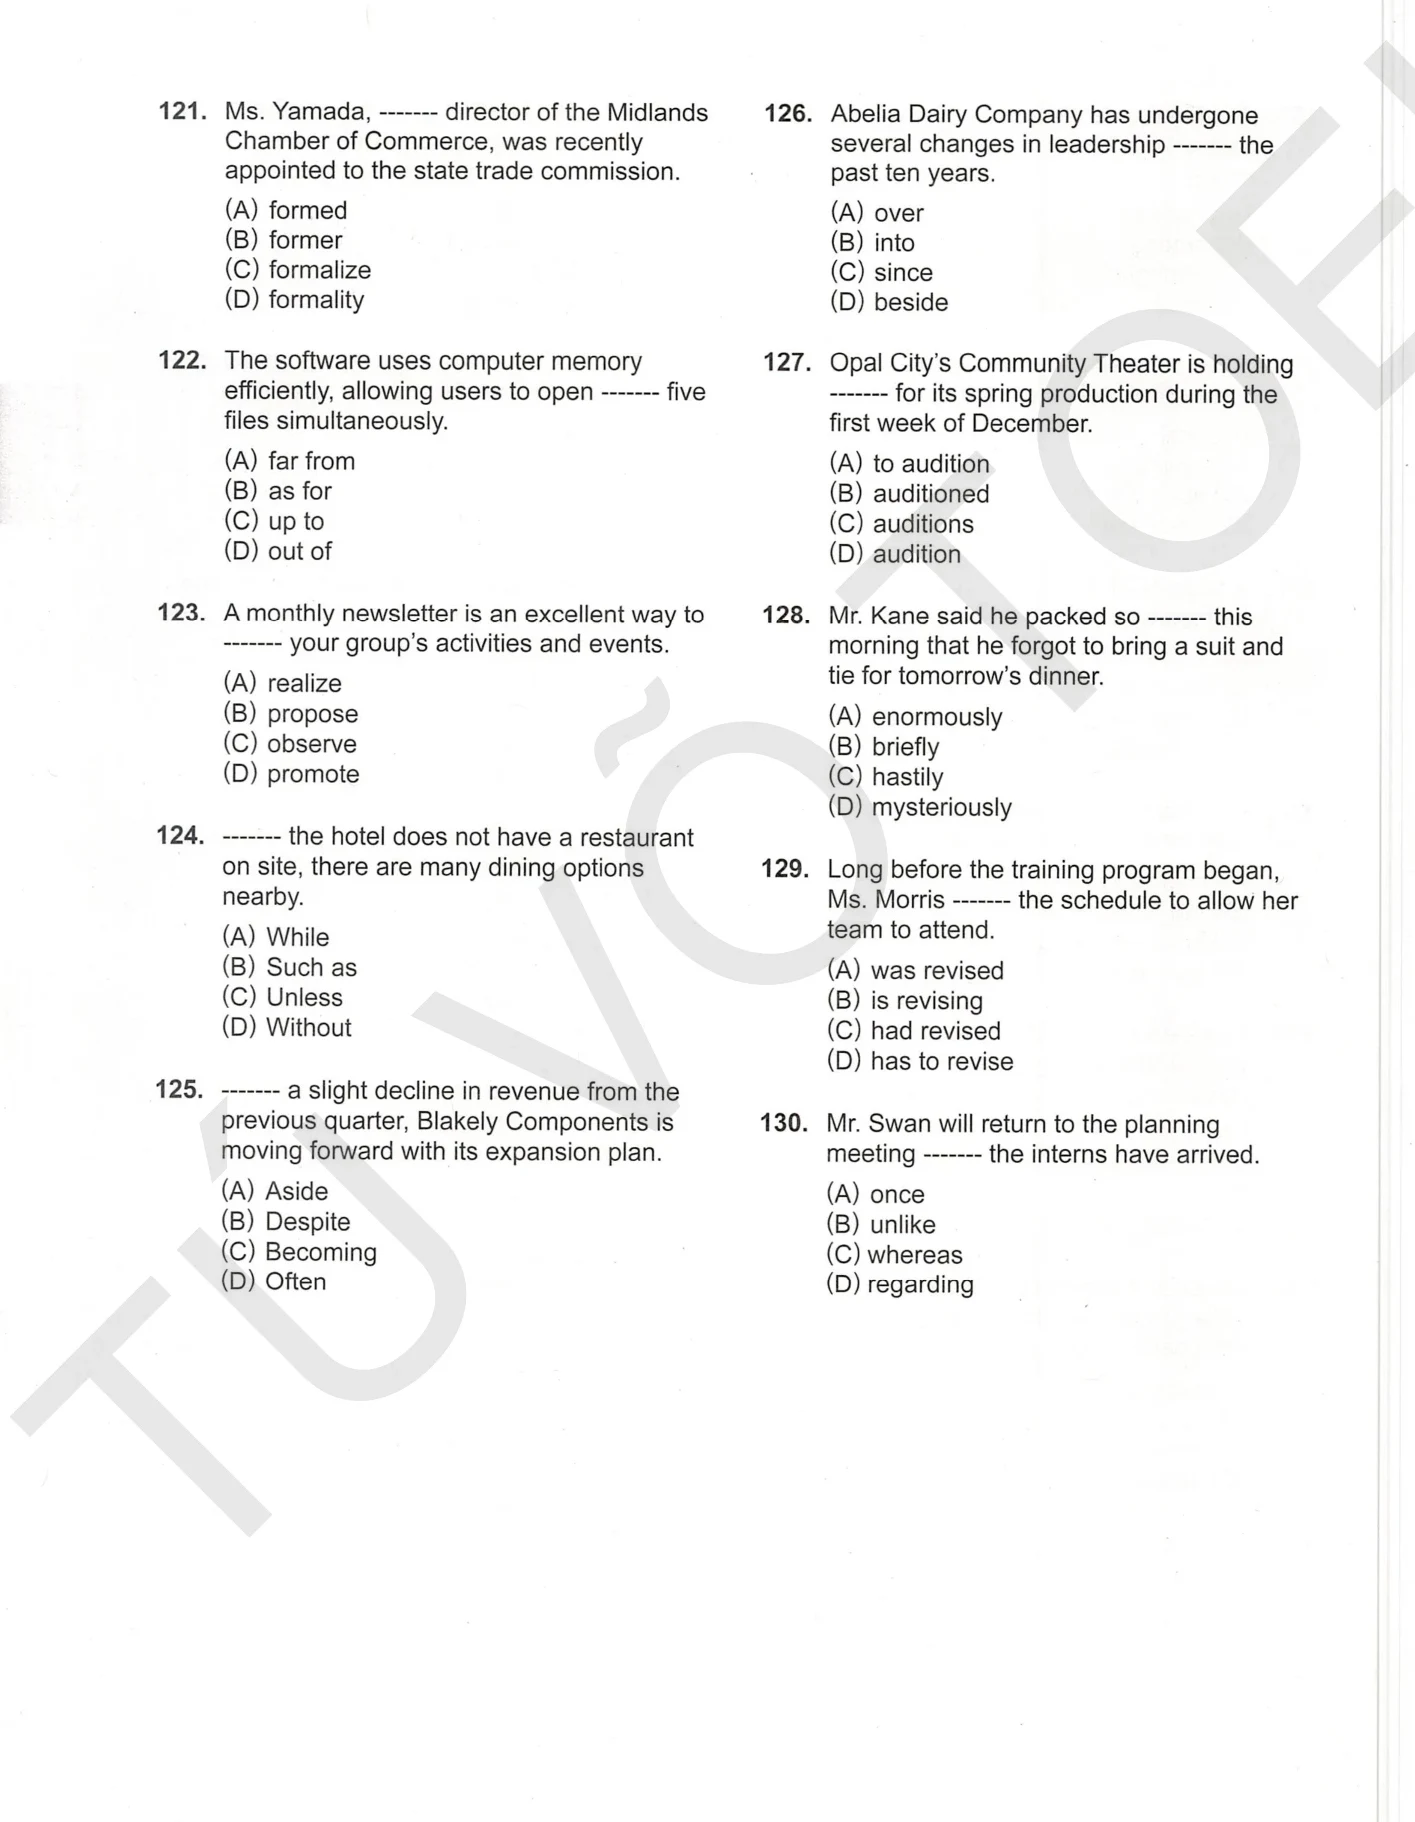 121. Ms. Yamada, ------- director of the Midlands
Chamber of Commerce, was recently
appointed to the state trade commission.
(A) formed
(B) former
(C) formalize
(D) formality
122. The software uses computer memory
efficiently, allowing users to open ------- five
files simultaneously.
(A) far from
(B) as for
(C) up to
(D) out of
123. A monthly newsletter is an excellent way to
------- your group's activities and events.
(A) realize
(B) propose
(C) observe
(D) promote
124. ------- the hotel does not have a restaurant
on site, there are many dining options
nearby.
(A) While
(B) Such as
(C) Unless
(D) Without
125. ------- a slight decline in revenue from the
previous quarter, Blakely Components is
moving forward with its expansion plan.
(A) Aside
(B) Despite
(C) Becoming
(D) Often
126. Abelia Dairy Company has undergone
several changes in leadership ------- the
past ten years.
(A) over
(B) into
(C) since
(D) beside
127. Opal City's Community Theater is holding
------- for its spring production during the
first week of December.
(A) to audition
(B) auditioned
(C) auditions
(D) audition
128. Mr. Kane said he packed so ------- this
morning that he forgot to bring a suit and
tie for tomorrow's dinner.
(A) enormously
(B) briefly
(C) hastily
(D) mysteriously
129. Long before the training program began,
Ms. Morris ------- the schedule to allow her
team to attend.
(A) was revised
(B) is revising
(C) had revised
(D) has to revise
130. Mr. Swan will return to the planning
meeting ------- the interns have arrived.
(A) once
(B) unlike
(C) whereas
(D) regarding
TÚ VÕ TOE